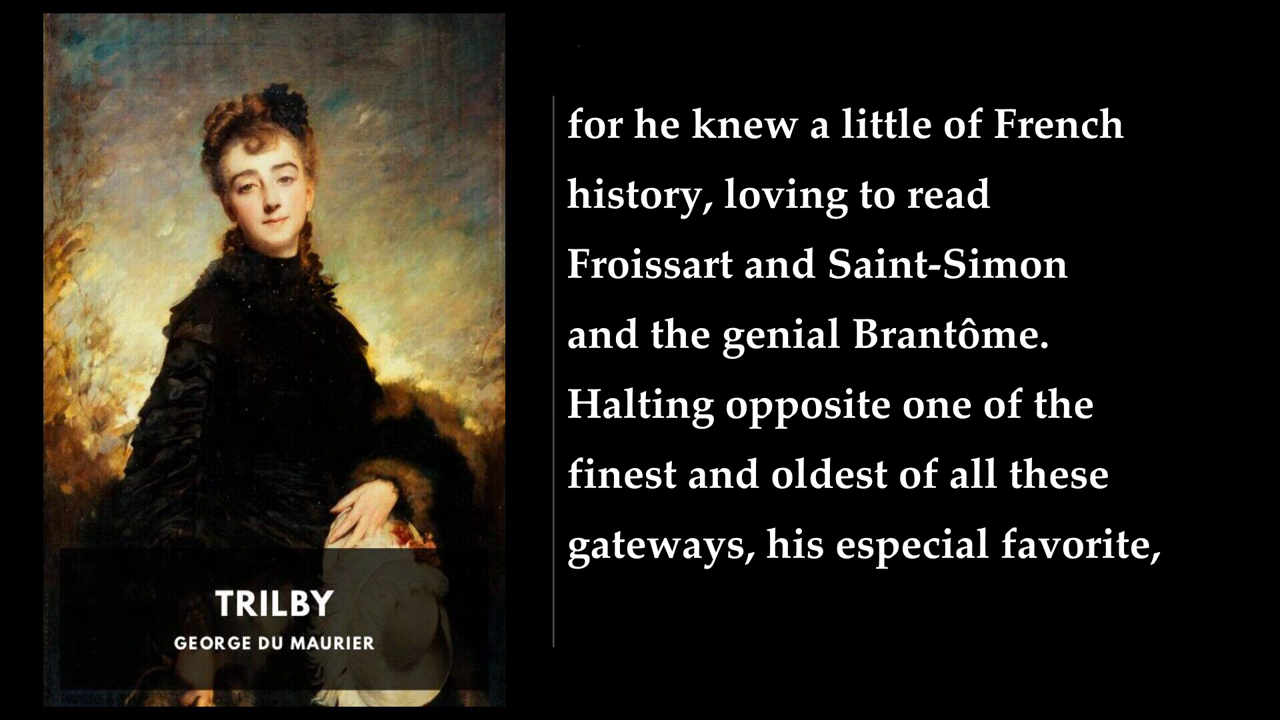 for he knew a little of French
history, loving to read
Froissart and Saint-Simon
and the genial Brantôme.
Halting opposite one of the
finest and oldest of all these
gateways, his especial favorite,
TRILBY
GEORGE DU MAURIER